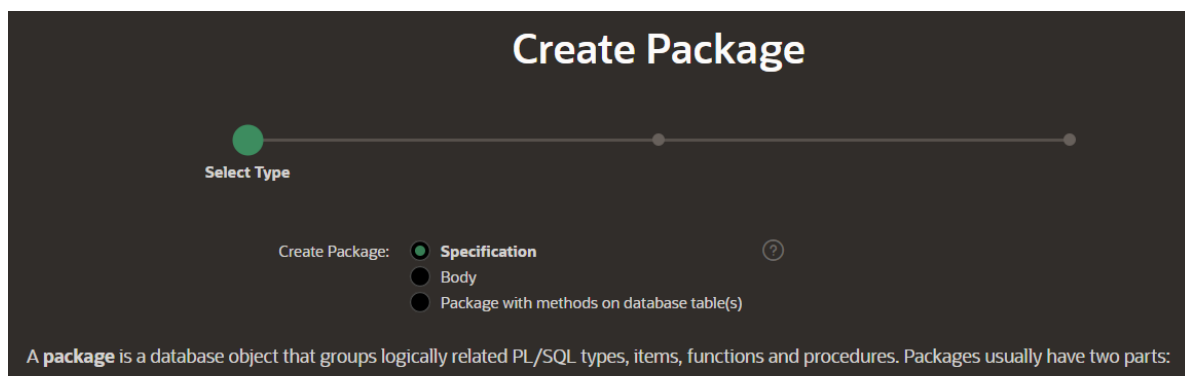 Create Package
Select Type
Create Package:
Specification
?
Body
Package with methods on database table(s)
A package is a database object that groups logically related PL/SQL types, items, functions and procedures. Packages usually have two parts: